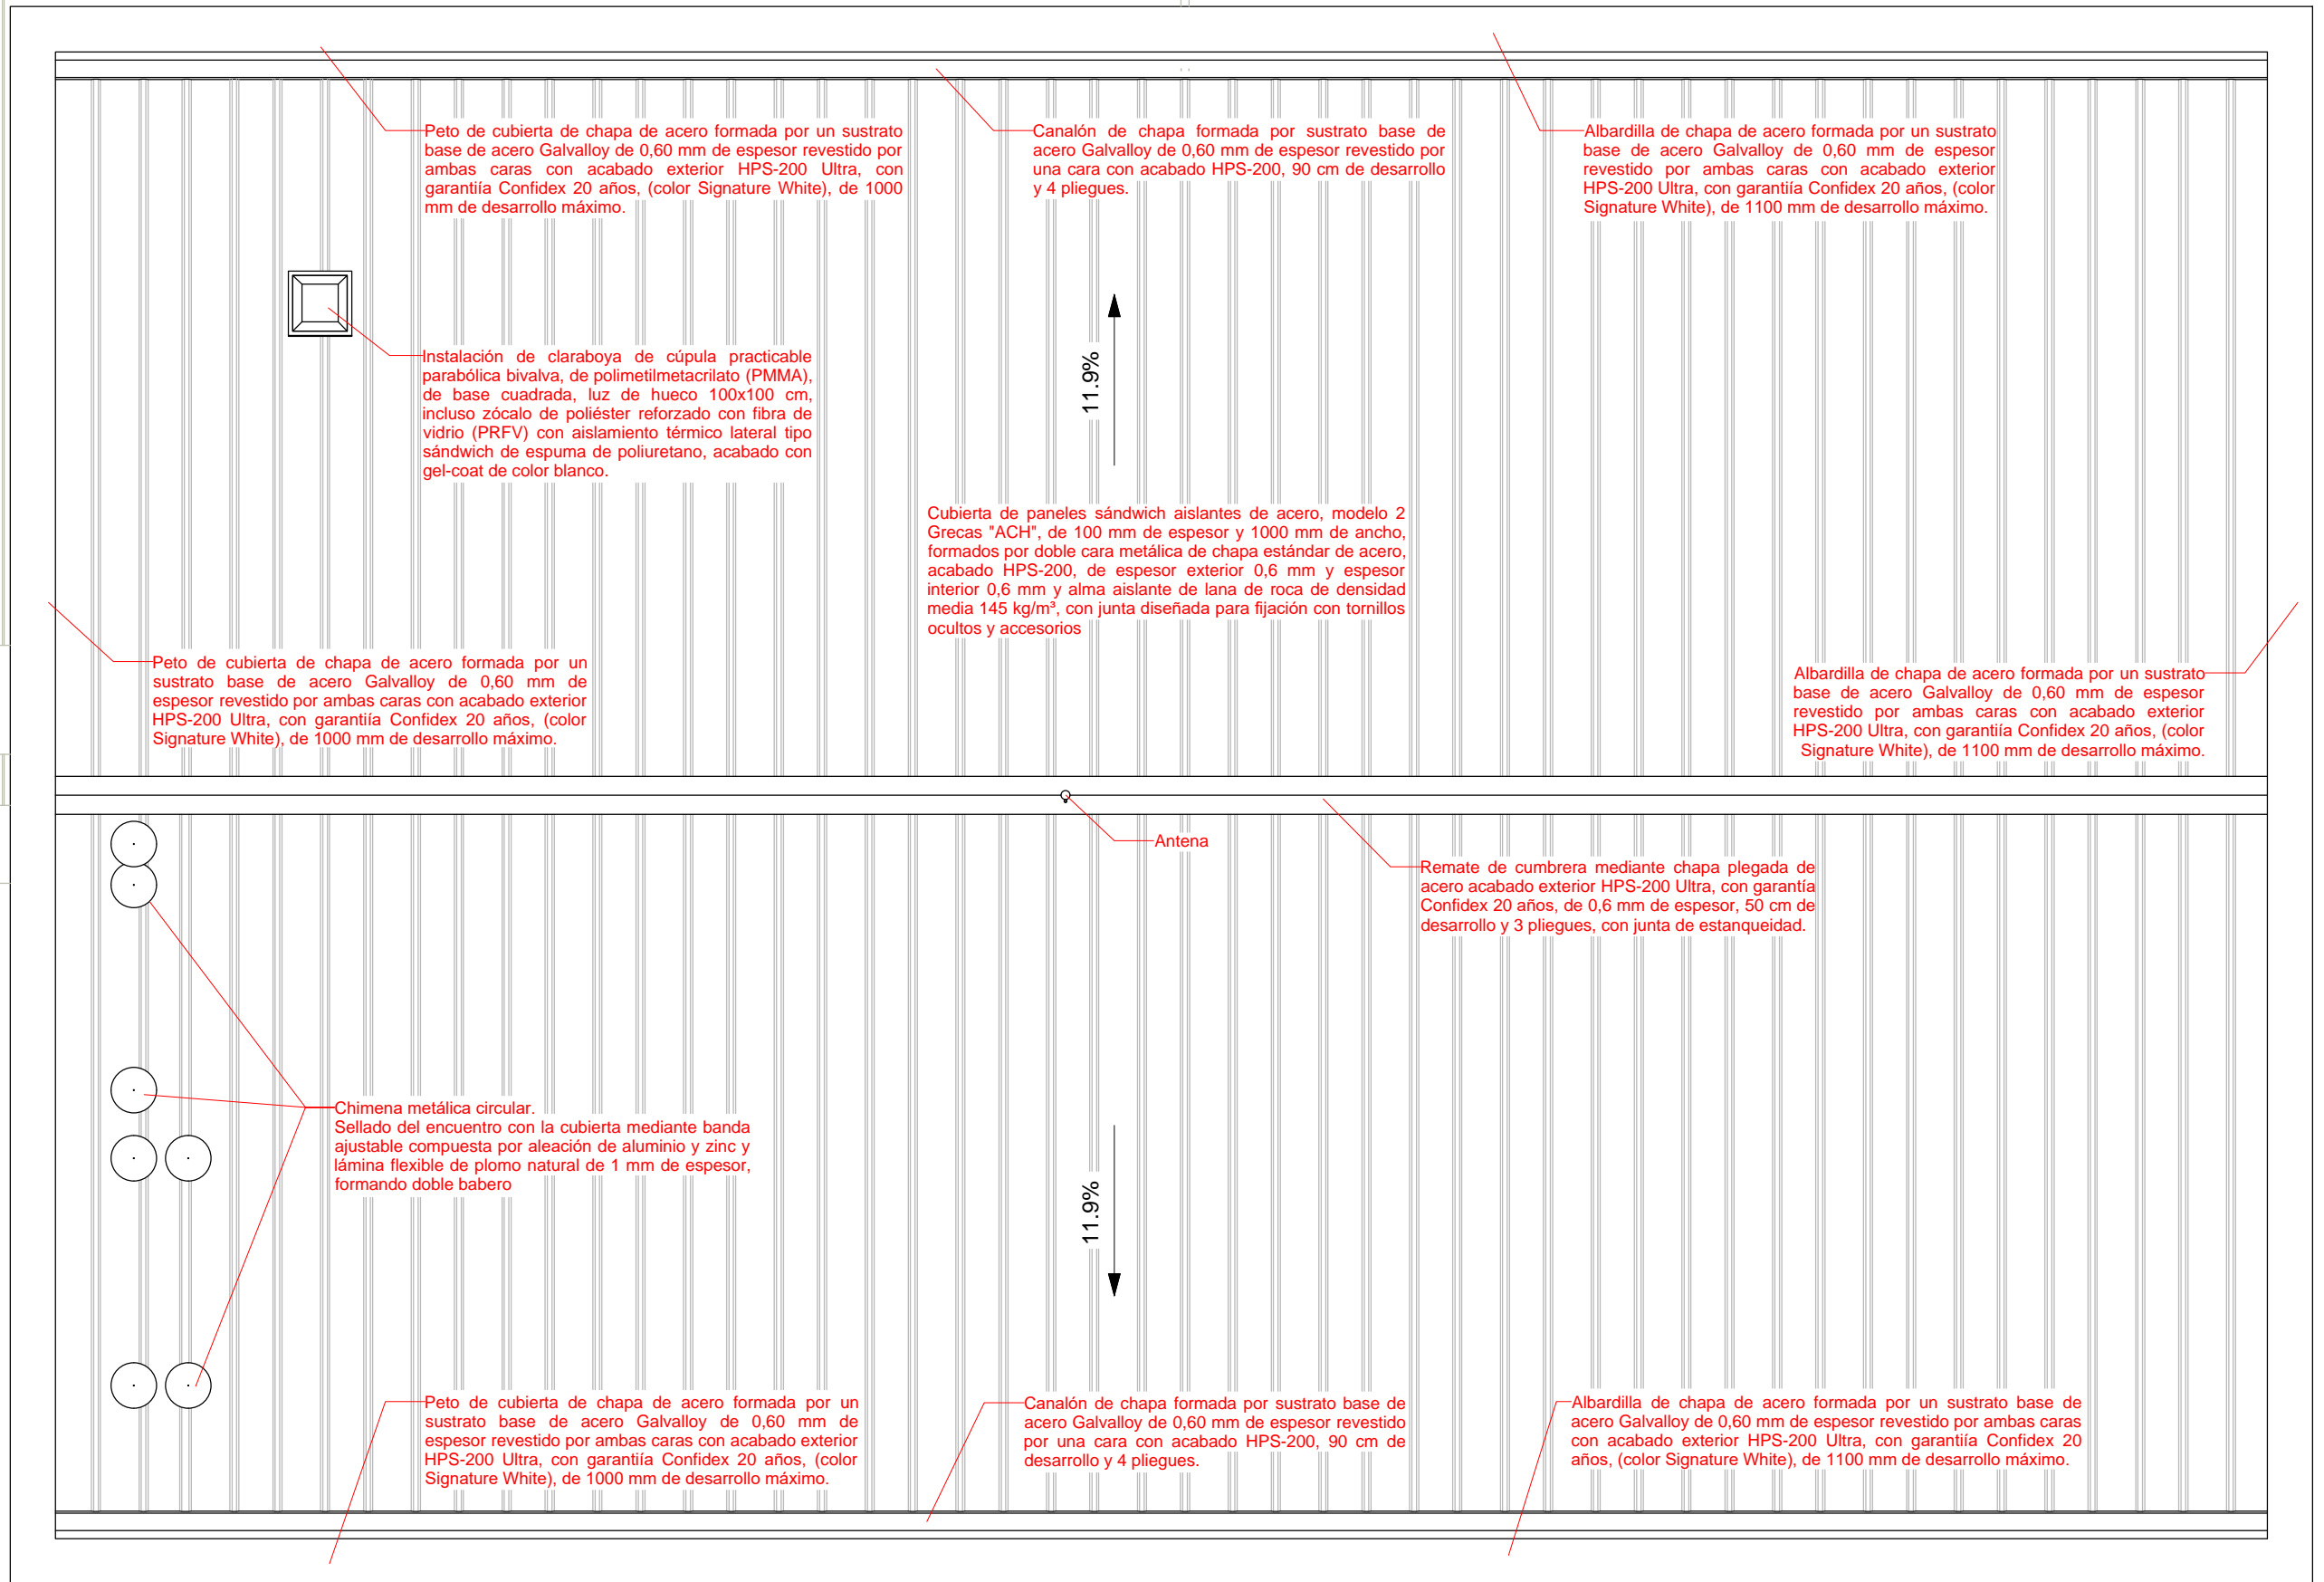 Peto de cubierta de chapa de acero formada por un sustrato
base de acero Galvalloy de 0,60 mm de espesor revestido por
ambas caras con acabado exterior HPS-200 Ultra, con
garantiía Confidex 20 años, (color Signature White), de 1000
mm de desarrollo máximo.
Canalón de chapa formada por sustrato base de
acero Galvalloy de 0,60 mm de espesor revestido por
una cara con acabado HPS-200, 90 cm de desarrollo
y 4 pliegues.
Albardilla de chapa de acero formada por un sustrato
base de acero Galvalloy de 0,60 mm de espesor
revestido por ambas caras con acabado exterior
HPS-200 Ultra, con garantiía Confidex 20 años, (color
Signature White), de 1100 mm de desarrollo máximo.
Instalación de claraboya de cúpula practicable
parabólica bivalva, de polimetilmetacrilato (PMMA),
de base cuadrada, luz de hueco 100x100 cm,
incluso zócalo de poliéster reforzado con fibra de
vidrio (PRFV) con aislamiento térmico lateral tipo
sándwich de espuma de poliuretano, acabado con
gel-coat de color blanco.
11.9%
Cubierta de paneles sándwich aislantes de acero, modelo 2
Grecas "ACH", de 100 mm de espesor y 1000 mm de ancho,
formados por doble cara metálica de chapa estándar de acero,
acabado HPS-200, de espesor exterior 0,6 mm y espesor
interior 0,6 mm y alma aislante de lana de roca de densidad
media 145 kg/m³, con junta diseñada para fijación con tornillos
ocultos y accesorios
Peto de cubierta de chapa de acero formada por un
sustrato base de acero Galvalloy de 0,60 mm de
espesor revestido por ambas caras con acabado exterior
HPS-200 Ultra, con garantiía Confidex 20 años, (color
Signature White), de 1000 mm de desarrollo máximo.
Albardilla de chapa de acero formada por un sustrato
base de acero Galvalloy de 0,60 mm de espesor
revestido por ambas caras con acabado exterior
HPS-200 Ultra, con garantiía Confidex 20 años, (color
Signature White), de 1100 mm de desarrollo máximo.
Antena
Remate de cumbrera mediante chapa plegada de
acero acabado exterior HPS-200 Ultra, con garantía
Confidex 20 años, de 0,6 mm de espesor, 50 cm de
desarrollo y 3 pliegues, con junta de estanqueidad.
Chimena metálica circular.
Sellado del encuentro con la cubierta mediante banda
ajustable compuesta por aleación de aluminio y zinc y
lámina flexible de plomo natural de 1 mm de espesor,
formando doble babero
11.9%
Peto de cubierta de chapa de acero formada por un
sustrato base de acero Galvalloy de 0,60 mm de
espesor revestido por ambas caras con acabado exterior
HPS-200 Ultra, con garantiía Confidex 20 años, (color
Signature White), de 1000 mm de desarrollo máximo.
Canalón de chapa formada por sustrato base de
acero Galvalloy de 0,60 mm de espesor revestido
por una cara con acabado HPS-200, 90 cm de
desarrollo y 4 pliegues.
Albardilla de chapa de acero formada por un sustrato base de
acero Galvalloy de 0,60 mm de espesor revestido por ambas caras
con acabado exterior HPS-200 Ultra, con garantiía Confidex 20
años, (color Signature White), de 1100 mm de desarrollo máximo.